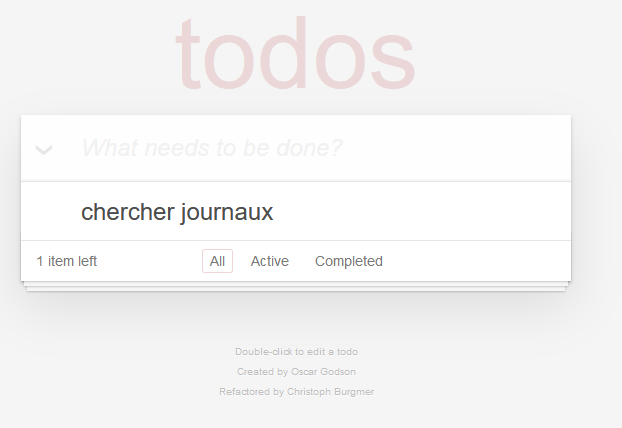 todos
What needs to be done?
chercher journaux
1 item left
All
Active
Completed
Double-click to edit a todo
Created by Oscar Godson
Refactored by Christoph Burgmer